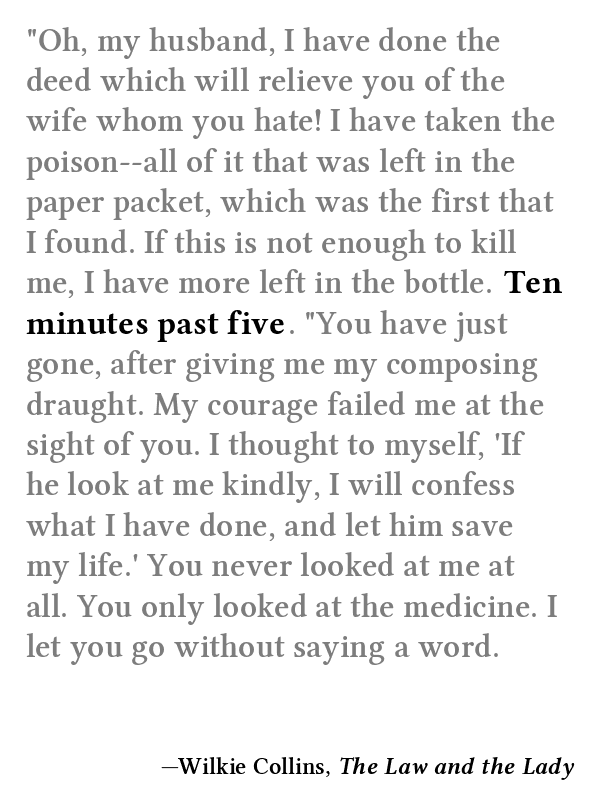 "Oh, my husband, I have done the
deed which will relieve you of the
wife whom you hate! I have taken the
poison--all of it that was left in the
paper packet, which was the first that
I found. If this is not enough to kill
me, I have more left in the bottle. Ten
minutes past five. "You have just
gone, after giving me my composing
draught. My courage failed me at the
sight of you. I thought to myself, 'If
he look at me kindly, I will confess
what I have done, and let him save
my life.' You never looked at me at
all. You only looked at the medicine. I
let you go without saying a word.
—Wilkie Collins, The Law and the Lady